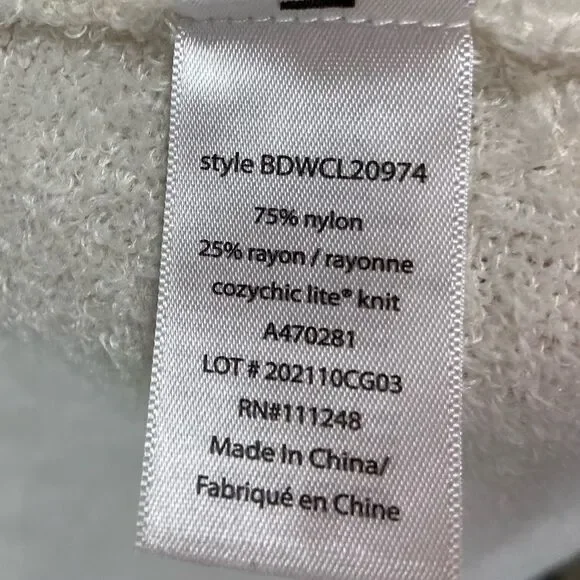 style BDWCL20974
75% nylon
25% rayon / rayonne
cozychic lite® knit
A470281
LOT # 202110CG03
RN#111248
Made In China/
Fabriqué en Chine